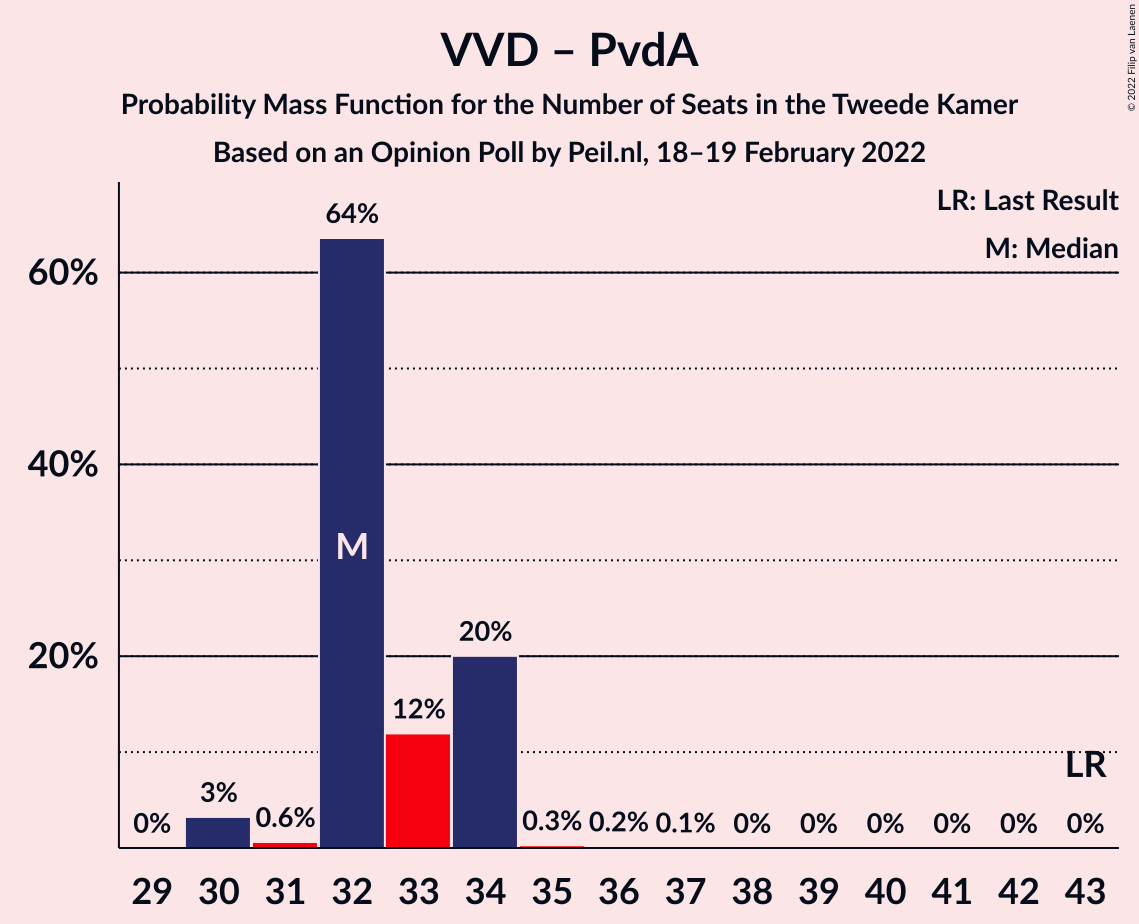 VVD – PvdA
Probability Mass Function for the Number of Seats in the Tweede Kamer
Based on an Opinion Poll by Peil.nl, 18–19 February 2022
© 2022 Filip van Laenen
LR: Last Result
M: Median
60%
40%
20%
0%
3%
0.6%
64%
M
12%
20%
0.3%
0.2%
0.1%
0%
0%
0%
0%
0%
LR
0%
29 30 31 32 33 34 35 36 37 38 39 40 41 42 43